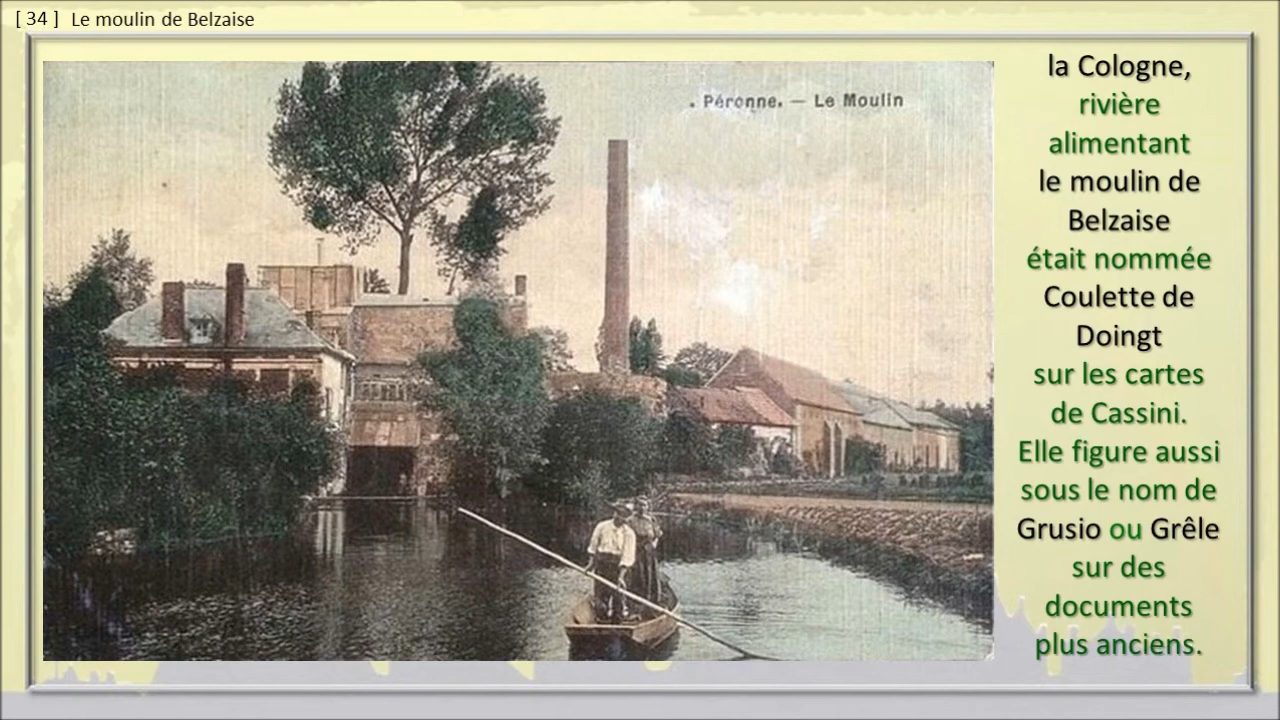 [ 34 ] Le moulin de Belzaise
. Péronne. — Le Moulin
la Cologne,
rivière
alimentant
le moulin de
Belzaise
était nommée
Coulette de
Doingt
sur les cartes
de Cassini.
Elle figure aussi
sous le nom de
Grusio ou Grêle
sur des
documents
plus anciens.